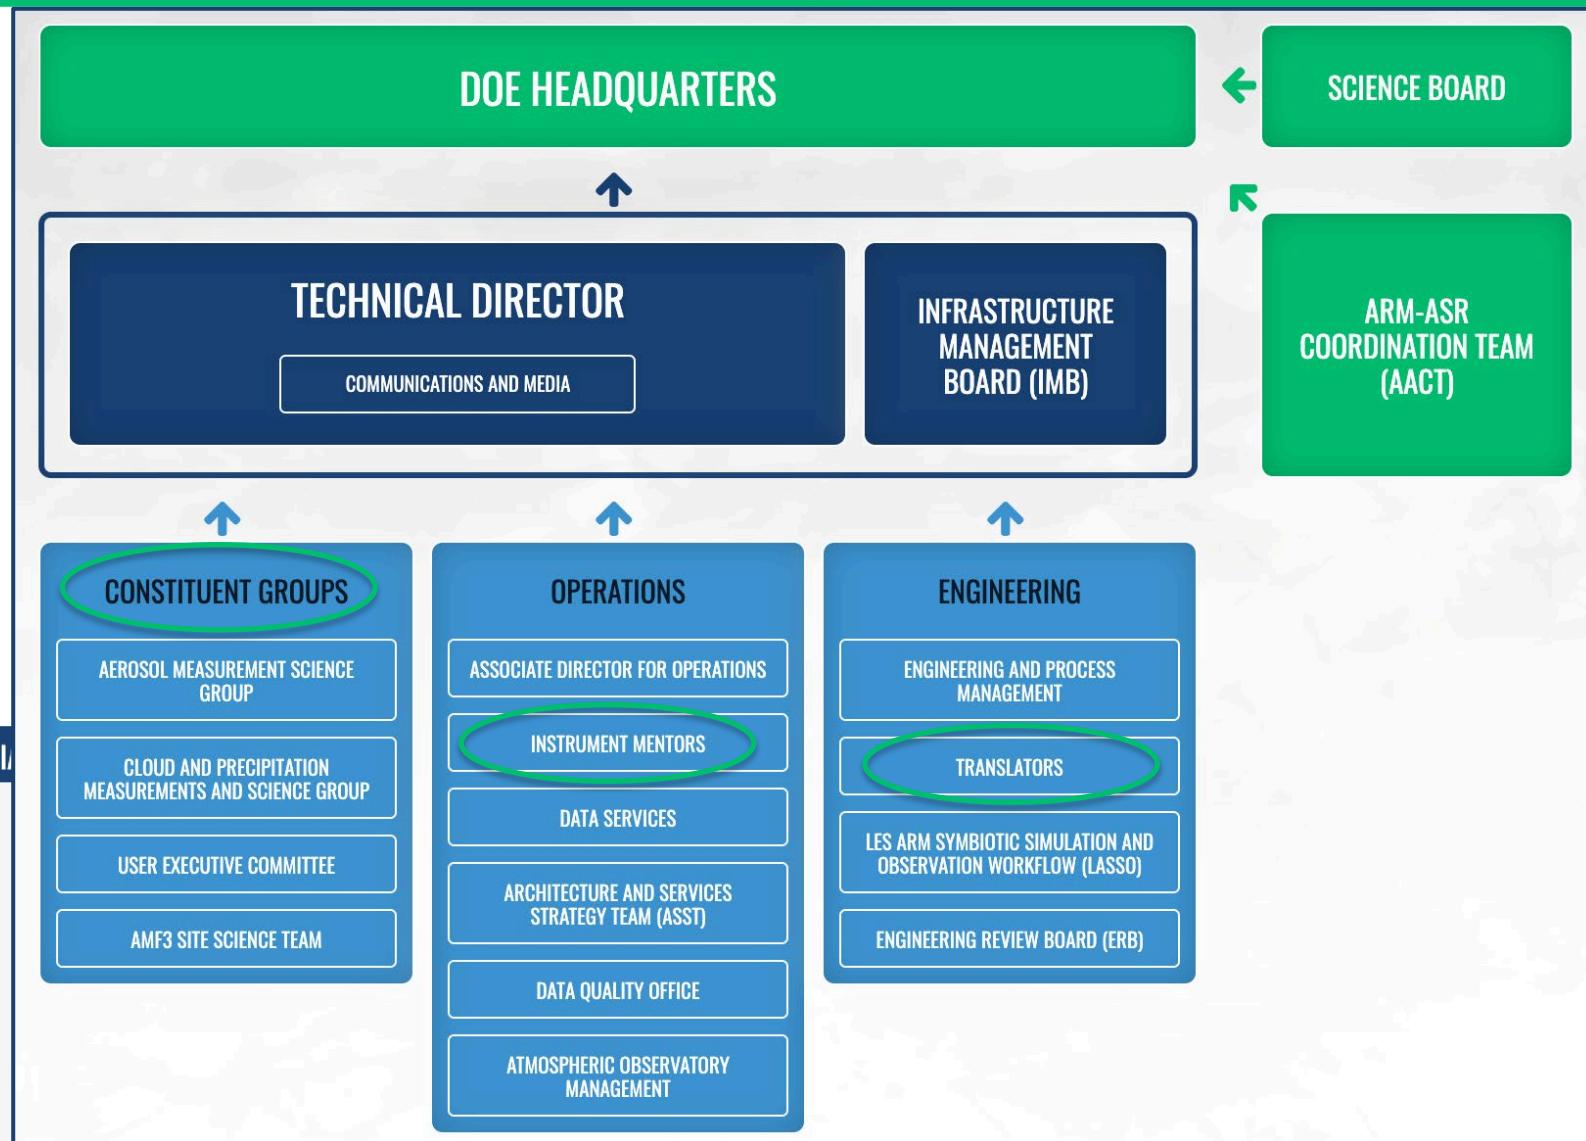 DOE HEADQUARTERS
SCIENCE BOARD
TECHNICAL DIRECTOR
COMMUNICATIONS AND MEDIA
INFRASTRUCTURE
MANAGEMENT
BOARD (IMB)
ARM-ASR
COORDINATION TEAM
(AACT)
CONSTITUENT GROUPS
AEROSOL MEASUREMENT SCIENCE
GROUP
CLOUD AND PRECIPITATION
MEASUREMENTS AND SCIENCE GROUP
USER EXECUTIVE COMMITTEE
AMF3 SITE SCIENCE TEAM
OPERATIONS
ASSOCIATE DIRECTOR FOR OPERATIONS
INSTRUMENT MENTORS
DATA SERVICES
ARCHITECTURE AND SERVICES
STRATEGY TEAM (ASST)
DATA QUALITY OFFICE
ATMOSPHERIC OBSERVATORY
MANAGEMENT
ENGINEERING
ENGINEERING AND PROCESS
MANAGEMENT
TRANSLATORS
LES ARM SYMBIOTIC SIMULATION AND
OBSERVATION WORKFLOW (LASSO)
ENGINEERING REVIEW BOARD (ERB)